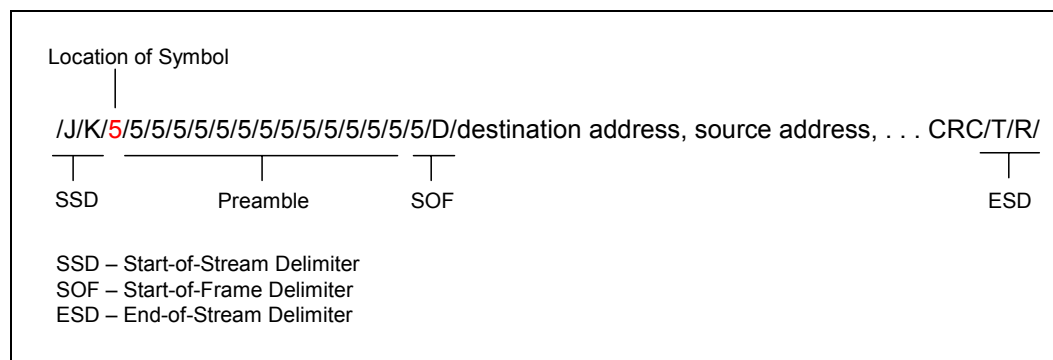 Location of Symbol
/J/K/5/5/5/5/5/5/5/5/5/5/5/5/5/5/5/D/destination address, source address, . . . CRC/T/R/
SSD Preamble SOF ESD
SSD – Start-of-Stream Delimiter
SOF – Start-of-Frame Delimiter
ESD – End-of-Stream Delimiter